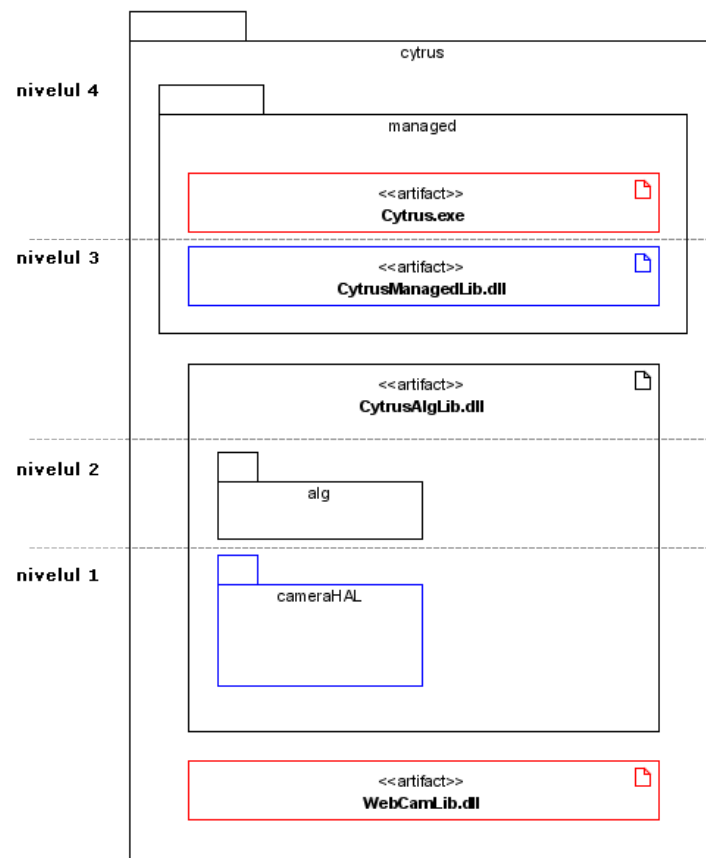 cytrus
nivelul 4
managed
<<artifact>>
Cytrus.exe
nivelul 3
<<artifact>>
CytrusManagedLib.dll
<<artifact>>
CytrusAlgLib.dll
nivelul 2
alg
nivelul 1
cameraHAL
<<artifact>>
WebCamLib.dll